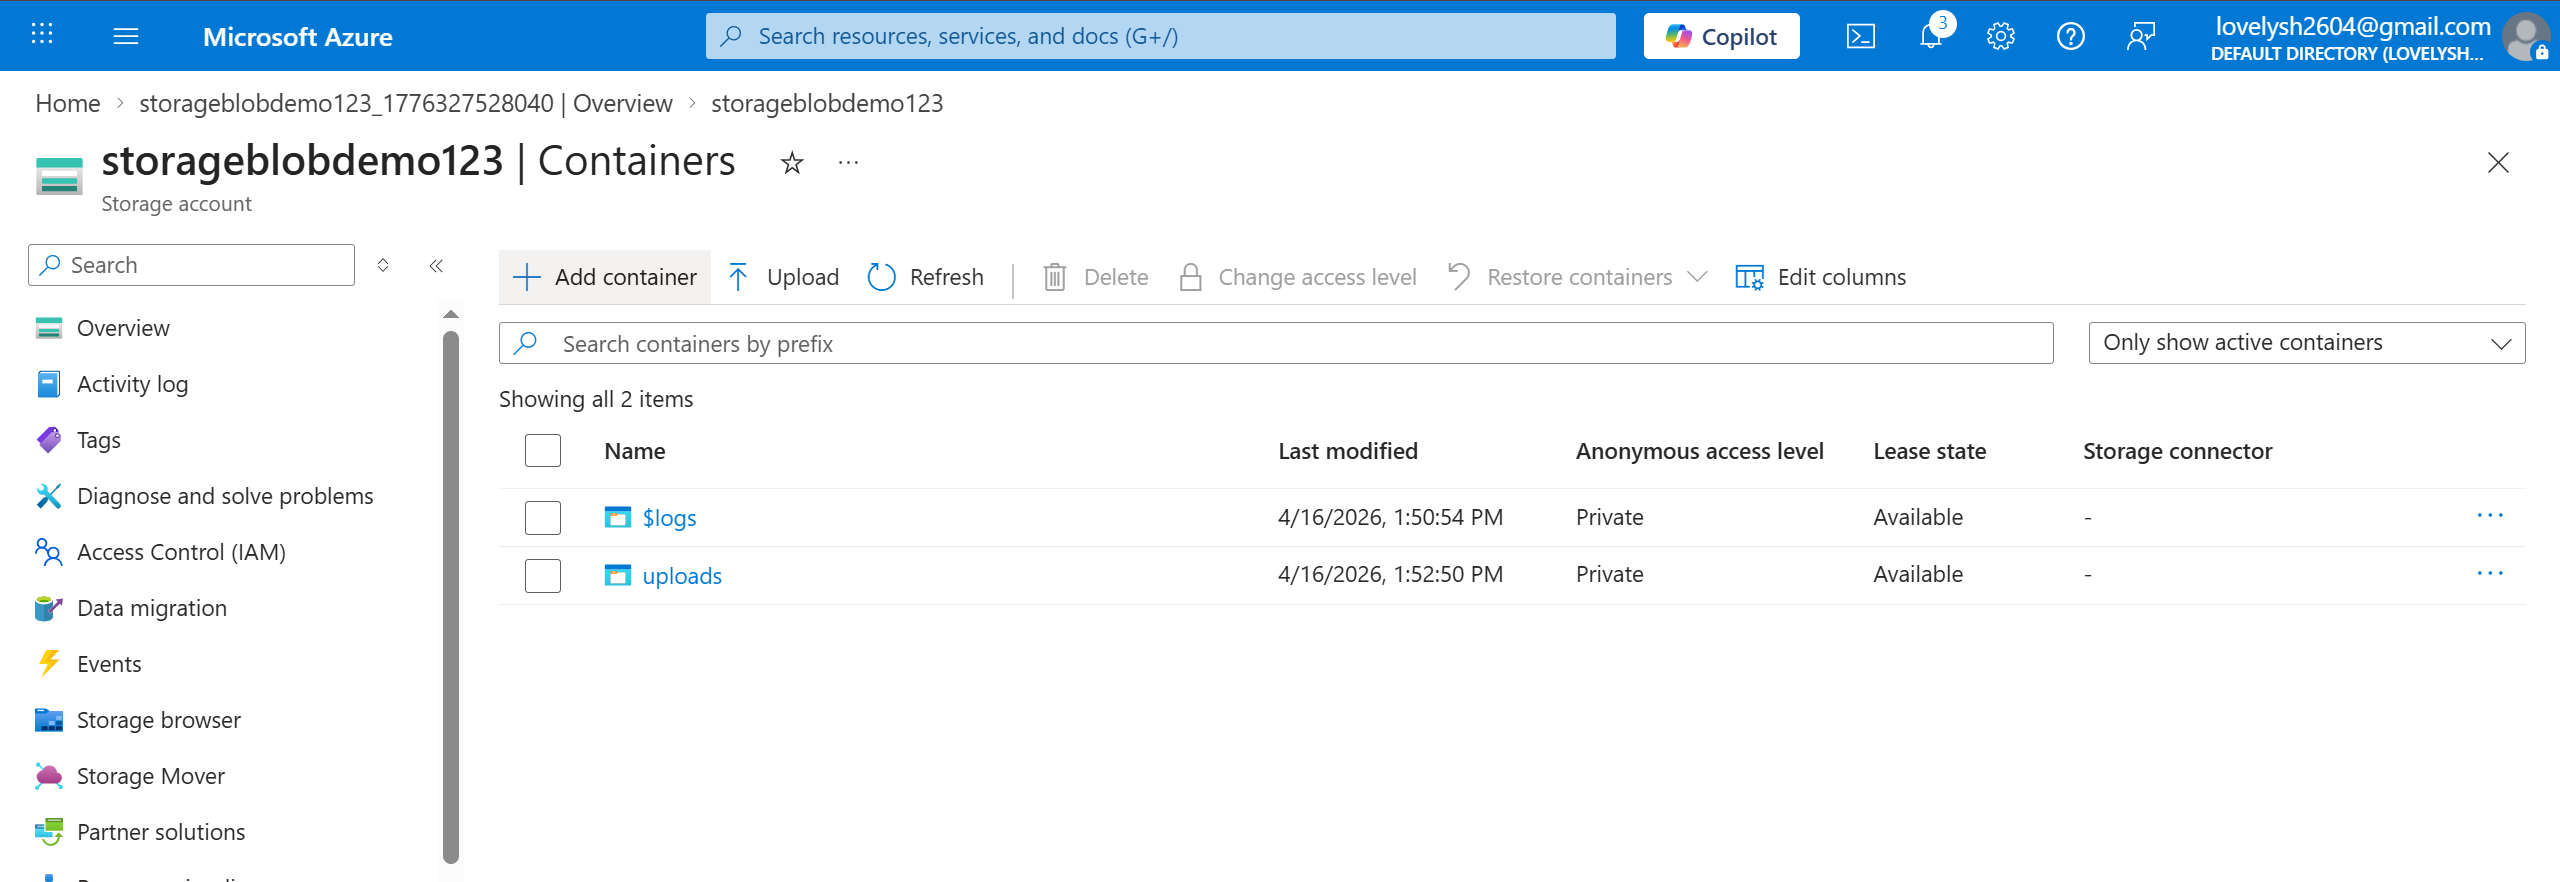 Microsoft Azure
Search resources, services, and docs (G+/)
Copilot
3
lovelysh2604@gmail.com
DEFAULT DIRECTORY (LOVELYSH...
Home > storageblobdemo123_1776327528040 | Overview > storageblobdemo123
storageblobdemo123 | Containers
Storage account
Search
Overview
Activity log
Tags
Diagnose and solve problems
Access Control (IAM)
Data migration
Events
Storage browser
Storage Mover
Partner solutions
Add container Upload Refresh Delete Change access level Restore containers Edit columns
Search containers by prefix
Only show active containers
Showing all 2 items
Name Last modified Anonymous access level Lease state Storage connector
$logs 4/16/2026, 1:50:54 PM Private Available -
uploads 4/16/2026, 1:52:50 PM Private Available -